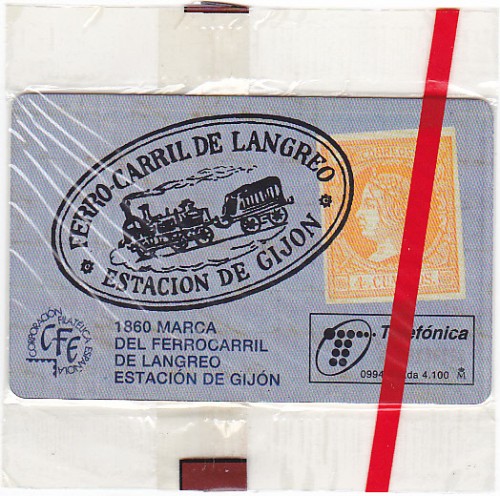 FERRO-CARRIL DE LANGREO
ESTACION DE GIJON
CORREOS
4 CUARTOS
CORPORACION FILATELICA ESPAÑOLA
CFE
1860 MARCA
DEL FERROCARRIL
DE LANGREO
ESTACIÓN DE GIJÓN
Telefónica
0994
4.100